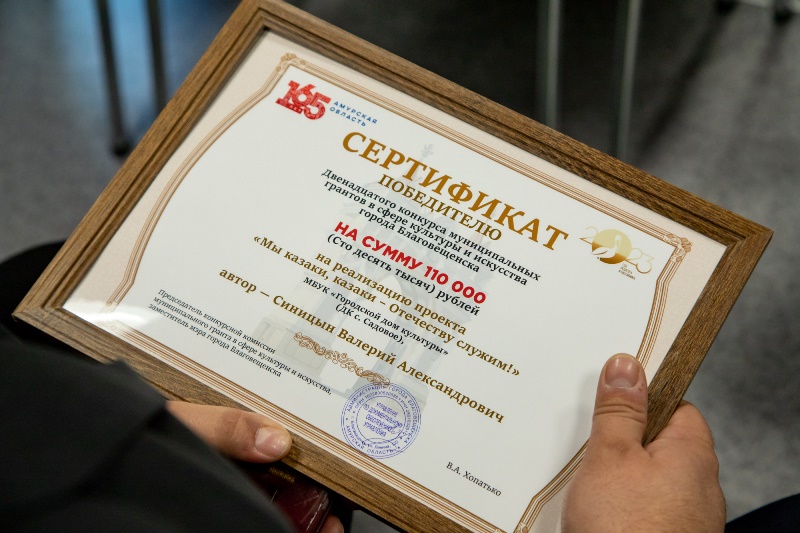 165
АМУРСКАЯ
ОБЛАСТЬ
СЕРТИФИКАТ
ПОБЕДИТЕЛЮ
Двенадцатого конкурса муниципальных
грантов в сфере культуры и искусства
города Благовещенска
НА СУММУ 110 000
(Сто десять тысяч) рублей
на реализацию проекта
«Мы казаки, казаки – Отечеству служим!»
МБУК «Городской дом культуры»
(ДК с. Садовое),
автор — Синицын Валерий Александрович
2023
Председатель конкурсной комиссии
муниципального гранта в сфере культуры и искусства,
заместитель мэра города Благовещенска
В.А. Хопатько